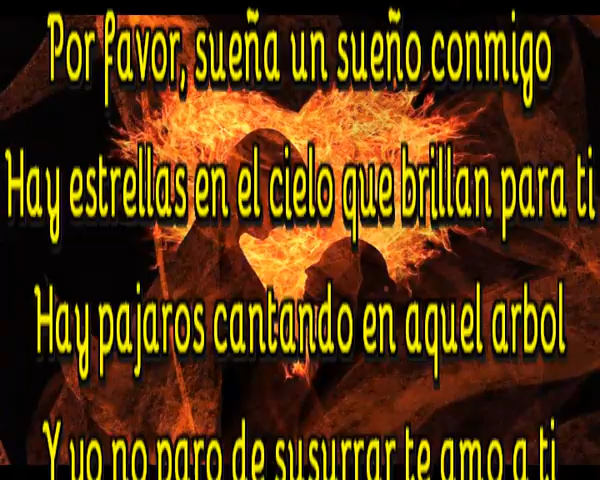 Por favor, sueña un sueño conmigo
Hay estrellas en el cielo que brillan para ti
Hay pajaros cantando en aquel arbol
Y yo no paro de susurrar te amo a ti